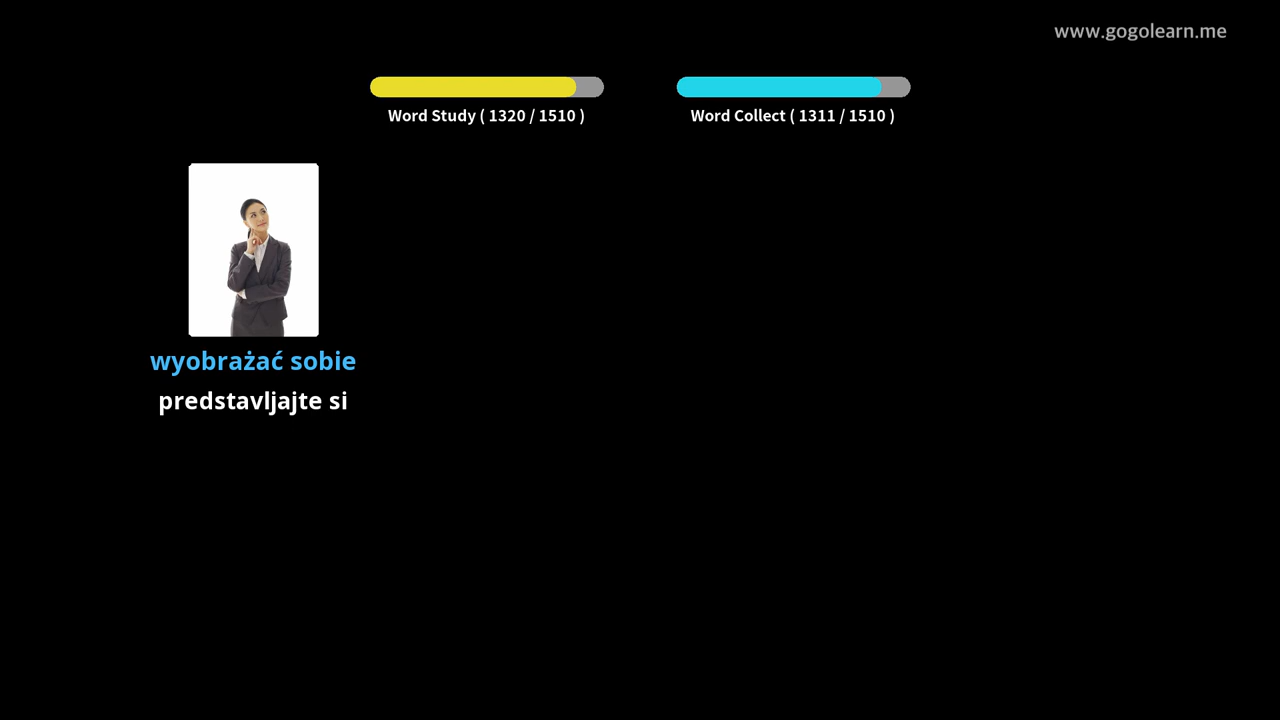 www.gogolearn.me
Word Study ( 1320 / 1510 )
Word Collect ( 1311 / 1510 )
wyobrażać sobie
predstavljajte si